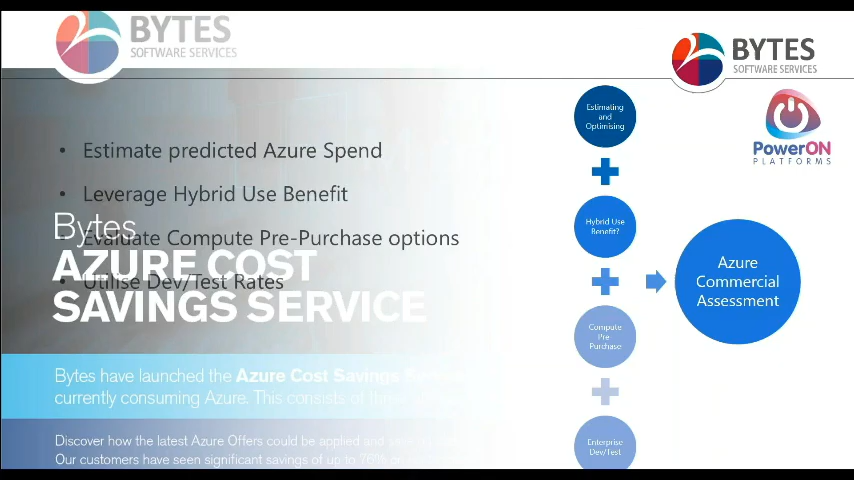 BYTES
SOFTWARE SERVICES
BYTES
SOFTWARE SERVICES
PowerON
PLATFORMS
• Estimate predicted Azure Spend
• Leverage Hybrid Use Benefit
• Evaluate Compute Pre-Purchase options
• Utilise Dev/Test Rates
Bytes
AZURE COST
SAVINGS SERVICE
Bytes have launched the Azure Cost Savings
currently consuming Azure. This consists of
Discover how the latest Azure Offers could be applied and
Our customers have seen significant savings of up to 76%
Estimating
and
Optimising
Hybrid Use
Benefit?
Compute
Pre
Purchase
Enterprise
Dev/Test
Azure
Commercial
Assessment